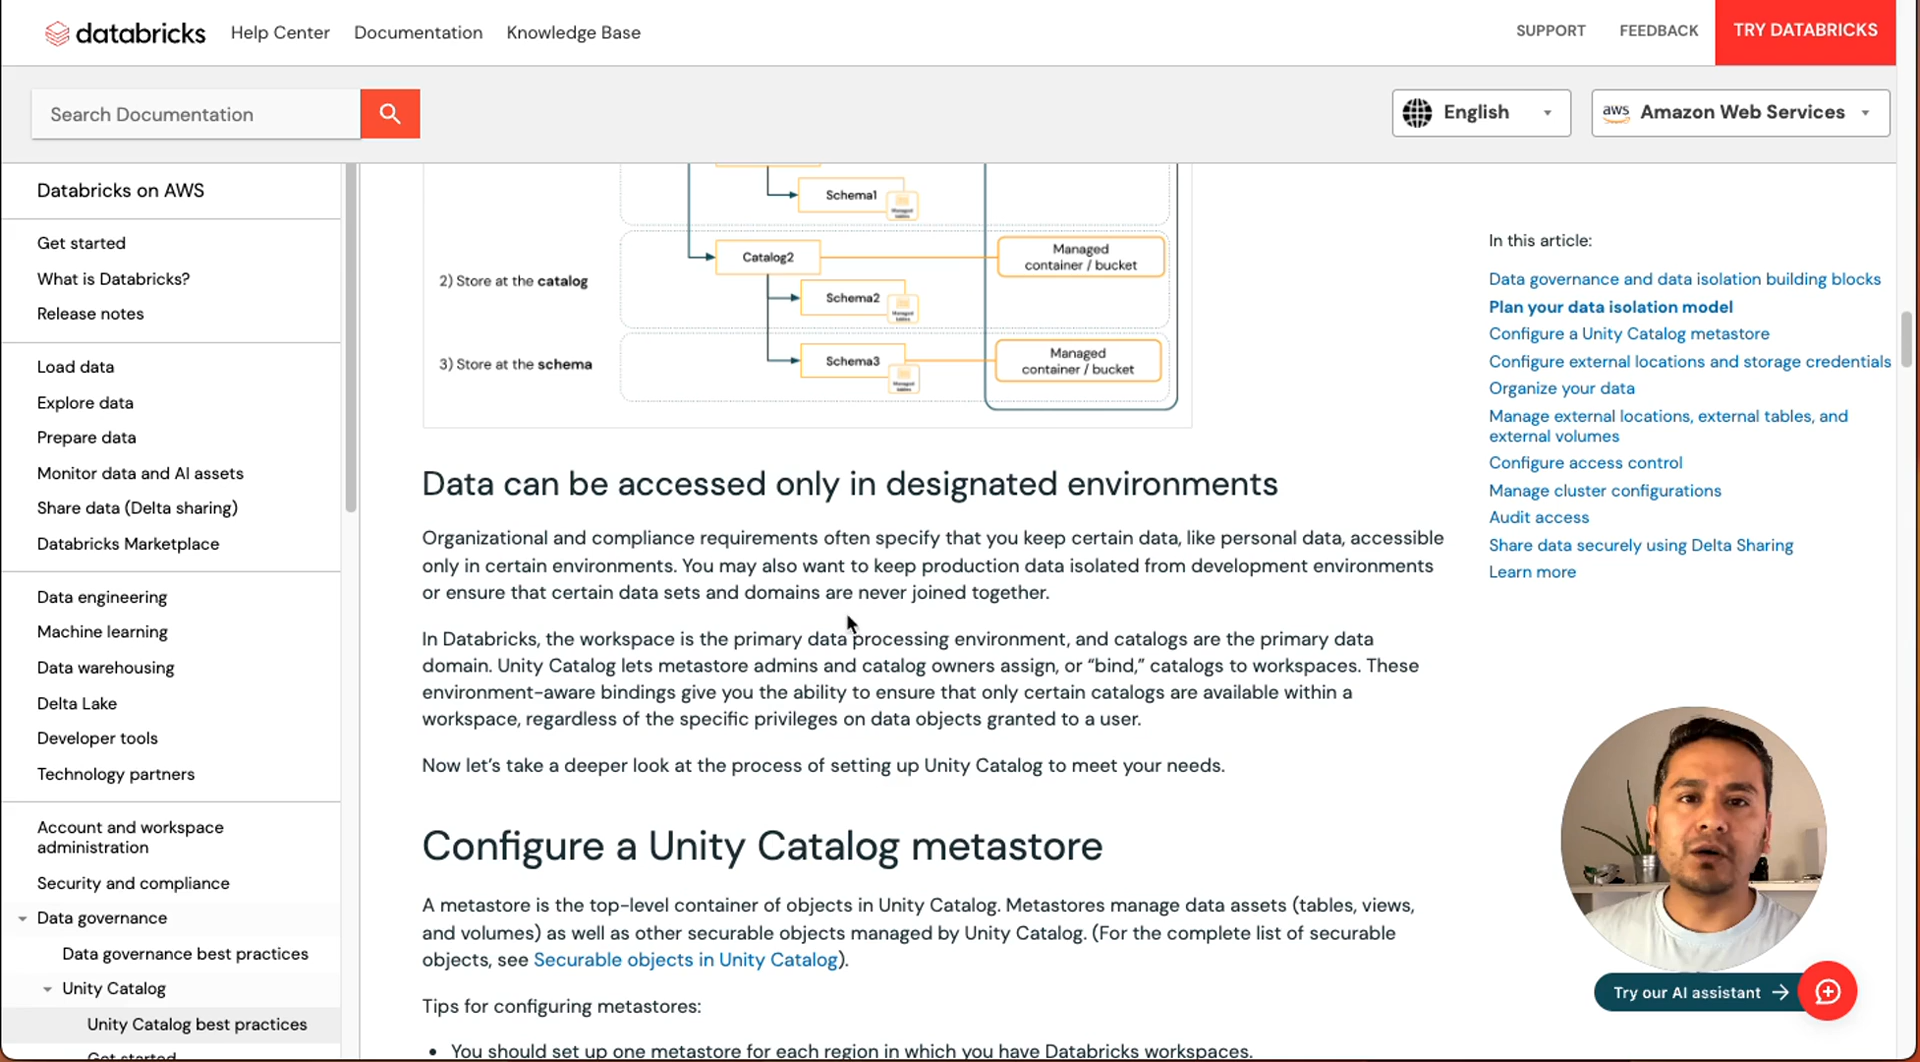 databricks
Help Center
Documentation
Knowledge Base
SUPPORT
FEEDBACK
TRY DATABRICKS
Search Documentation
English
aws
Amazon Web Services
Databricks on AWS
Get started
What is Databricks?
Release notes
Load data
Explore data
Prepare data
Monitor data and AI assets
Share data (Delta sharing)
Databricks Marketplace
Data engineering
Machine learning
Data warehousing
Delta Lake
Developer tools
Technology partners
Account and workspace
administration
Security and compliance
Data governance
Data governance best practices
Unity Catalog
Unity Catalog best practices
Get started
Schema1
Managed
tables
2) Store at the catalog
Catalog2
Managed
container / bucket
Schema2
Managed
tables
3) Store at the schema
Schema3
Managed
container / bucket
Managed
tables
Data can be accessed only in designated environments
Organizational and compliance requirements often specify that you keep certain data, like personal data, accessible
only in certain environments. You may also want to keep production data isolated from development environments
or ensure that certain data sets and domains are never joined together.
In Databricks, the workspace is the primary data processing environment, and catalogs are the primary data
domain. Unity Catalog lets metastore admins and catalog owners assign, or “bind,” catalogs to workspaces. These
environment-aware bindings give you the ability to ensure that only certain catalogs are available within a
workspace, regardless of the specific privileges on data objects granted to a user.
Now let’s take a deeper look at the process of setting up Unity Catalog to meet your needs.
Configure a Unity Catalog metastore
A metastore is the top-level container of objects in Unity Catalog. Metastores manage data assets (tables, views,
and volumes) as well as other securable objects managed by Unity Catalog. (For the complete list of securable
objects, see Securable objects in Unity Catalog).
Tips for configuring metastores:
• You should set up one metastore for each region in which you have Databricks workspaces.
In this article:
Data governance and data isolation building blocks
Plan your data isolation model
Configure a Unity Catalog metastore
Configure external locations and storage credentials
Organize your data
Manage external locations, external tables, and
external volumes
Configure access control
Manage cluster configurations
Audit access
Share data securely using Delta Sharing
Learn more
Try our AI assistant →